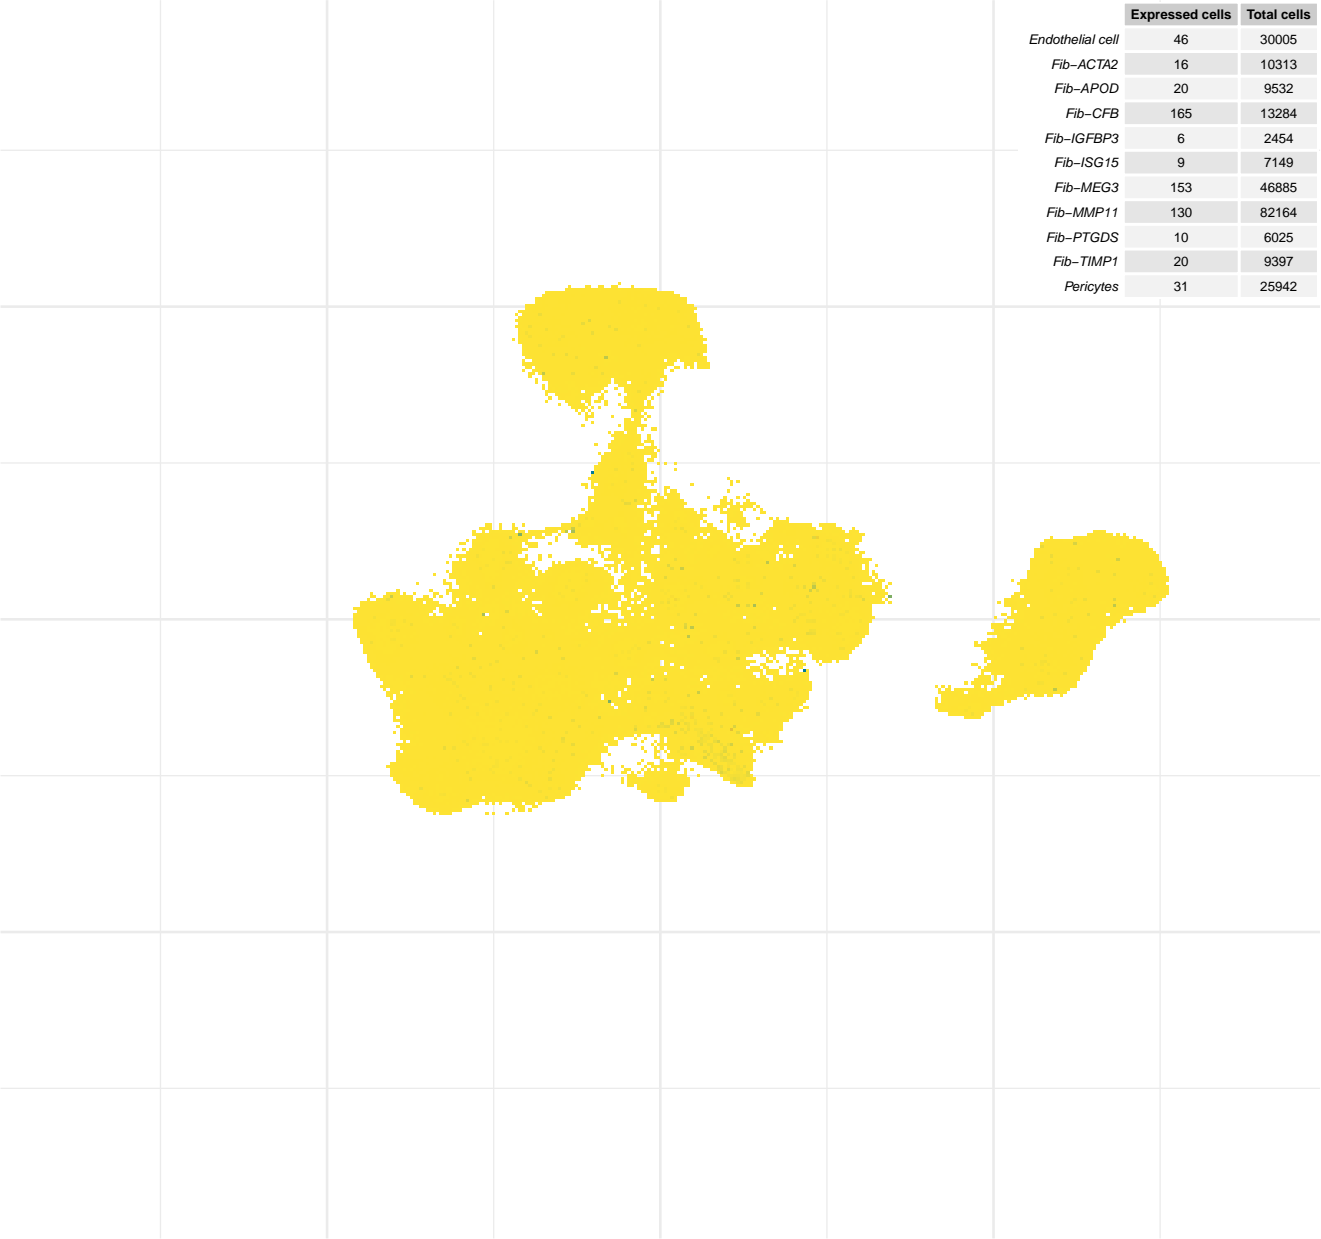 Expressed cells Total cells
Endothelial cell 46 30005
Fib−ACTA2 16 10313
Fib−APOD 20 9532
Fib−CFB 165 13284
Fib−IGFBP3 6 2454
Fib−ISG15 9 7149
Fib−MEG3 153 46885
Fib−MMP11 130 82164
Fib−PTGDS 10 6025
Fib−TIMP1 20 9397
Pericytes 31 25942